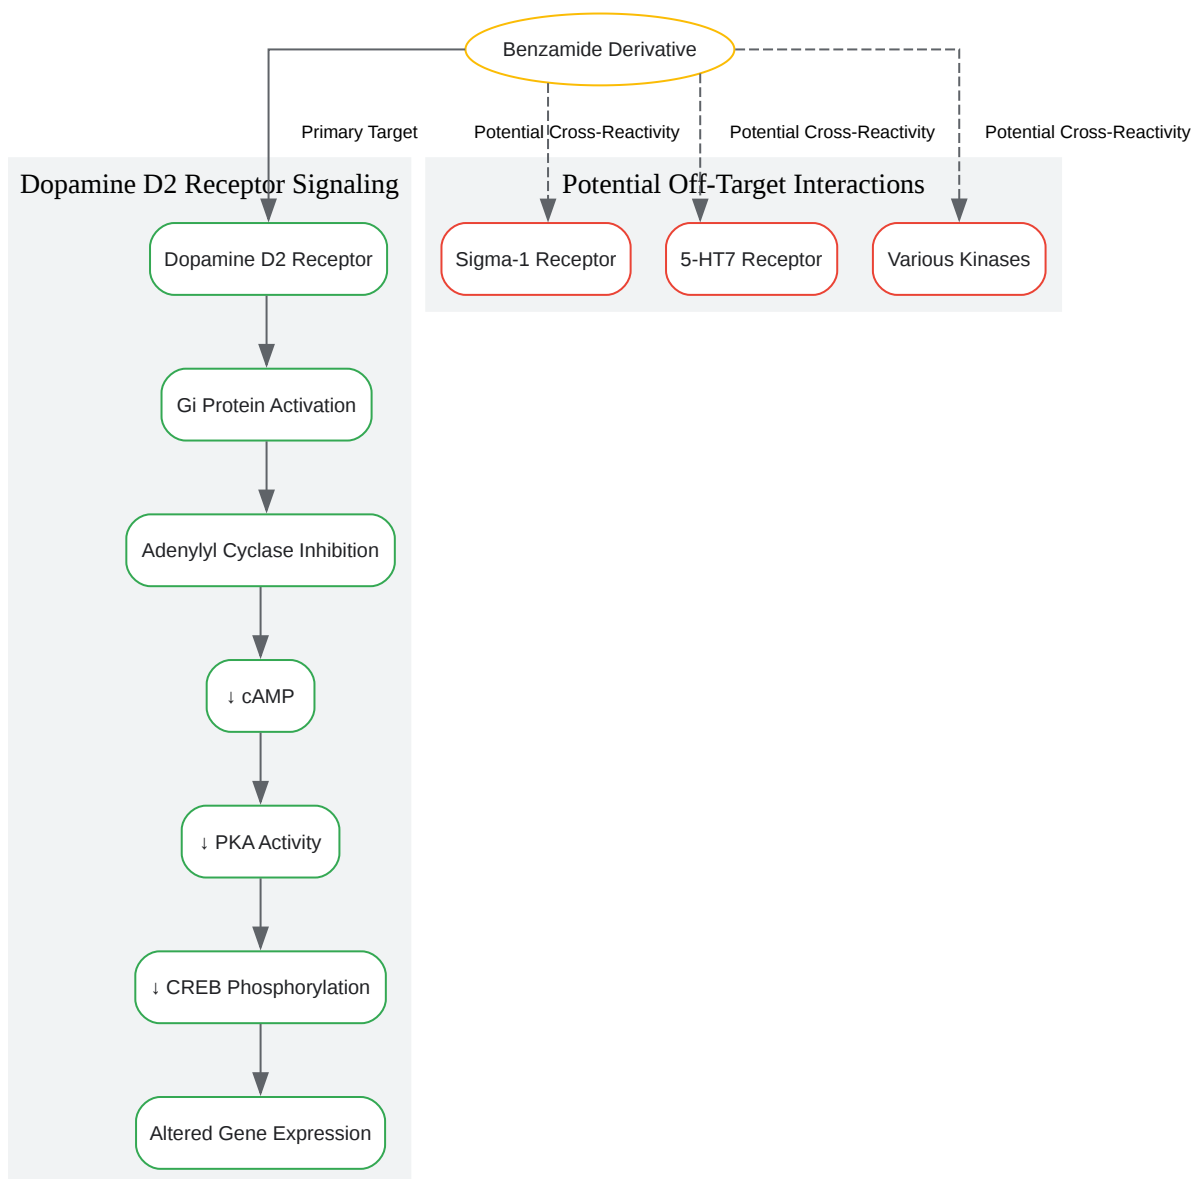 Benzamide Derivative
Primary Target
Potential Cross-Reactivity
Potential Cross-Reactivity
Potential Cross-Reactivity
Dopamine D2 Receptor Signaling
Potential Off-Target Interactions
Dopamine D2 Receptor
Sigma-1 Receptor
5-HT7 Receptor
Various Kinases
Gi Protein Activation
Adenylyl Cyclase Inhibition
↓ cAMP
↓ PKA Activity
↓ CREB Phosphorylation
Altered Gene Expression